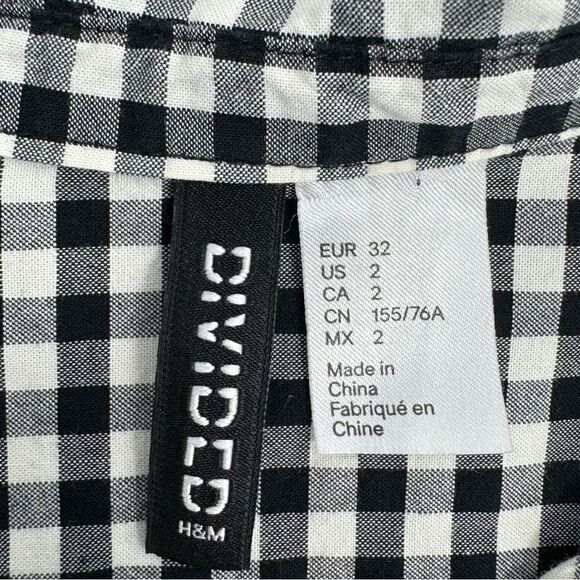 DIVIDED
H&M
EUR 32
US 2
CA 2
CN 155/76A
MX 2
Made in
China
Fabriqué en
Chine